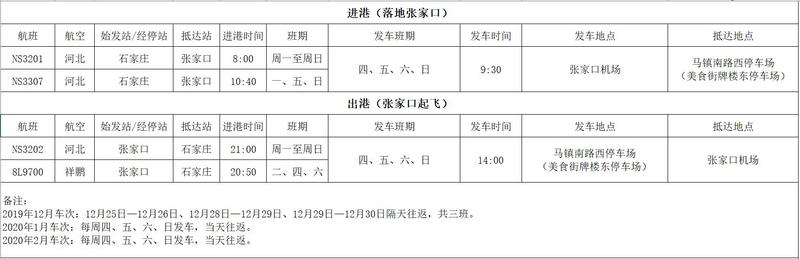 进港（落地张家口）
航班 航空 始发站/经停站 抵达站 进港时间 班期 发车班期 发车时间 发车地点 抵达地点
NS3201 河北 石家庄 张家口 8:00 周一至周日 四、五、六、日 9:30 张家口机场 马镇南路西停车场
（美食街牌楼东停车场）
NS3307 河北 石家庄 张家口 10:40 一、五、日
出港（张家口起飞）
航班 航空 始发站/经停站 抵达站 进港时间 班期 发车班期 发车时间 发车地点 抵达地点
NS3202 河北 张家口 石家庄 21:00 周一至周日 四、五、六、日 14:00 马镇南路西停车场
（美食街牌楼东停车场） 张家口机场
8L9700 祥鹏 张家口 石家庄 20:50 二、四、六
备注：
2019年12月车次：12月25日—12月26日、12月28日—12月29日、12月29日—12月30日隔天往返，共三班。
2020年1月车次：每周四、五、六、日发车，当天往返。
2020年2月车次：每周四、五、六、日发车，当天往返。